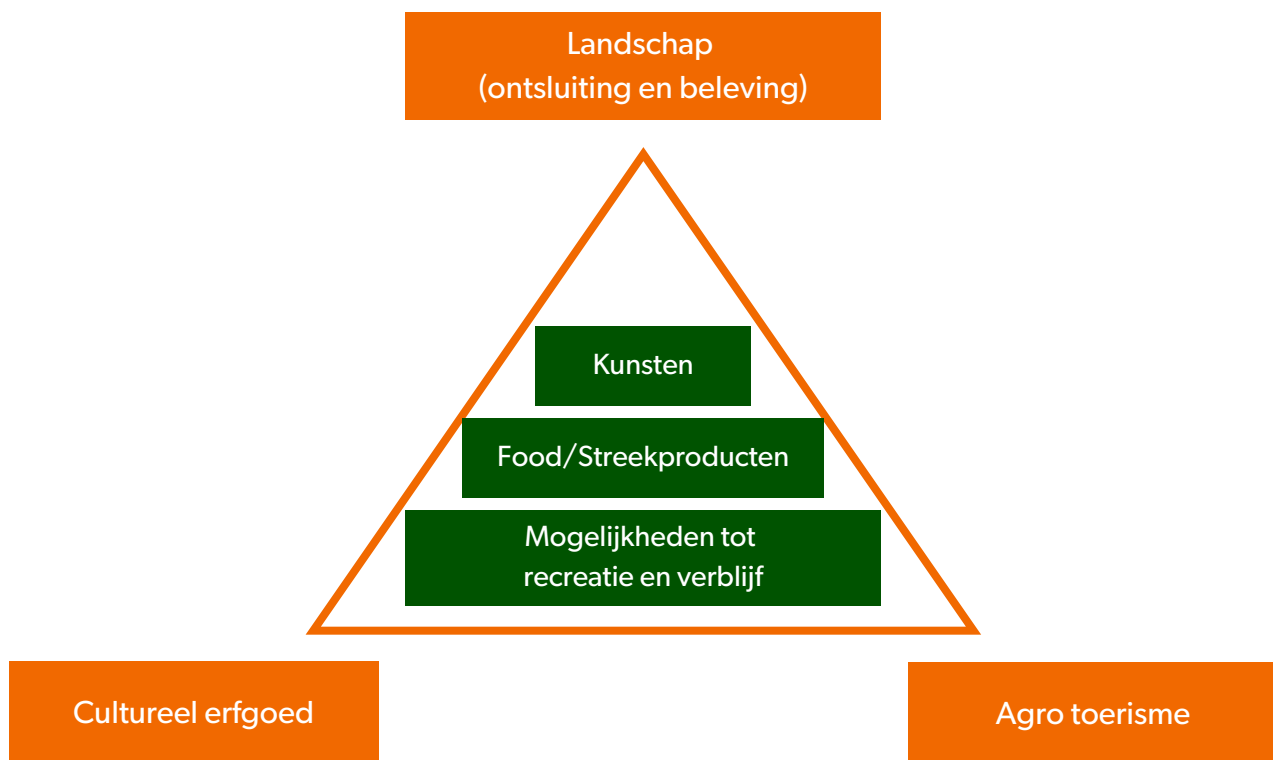 Landschap
(ontsluiting en beleving)
Kunsten
Food/Streekproducten
Mogelijkheden tot
recreatie en verblijf
Cultureel erfgoed
Agro toerisme